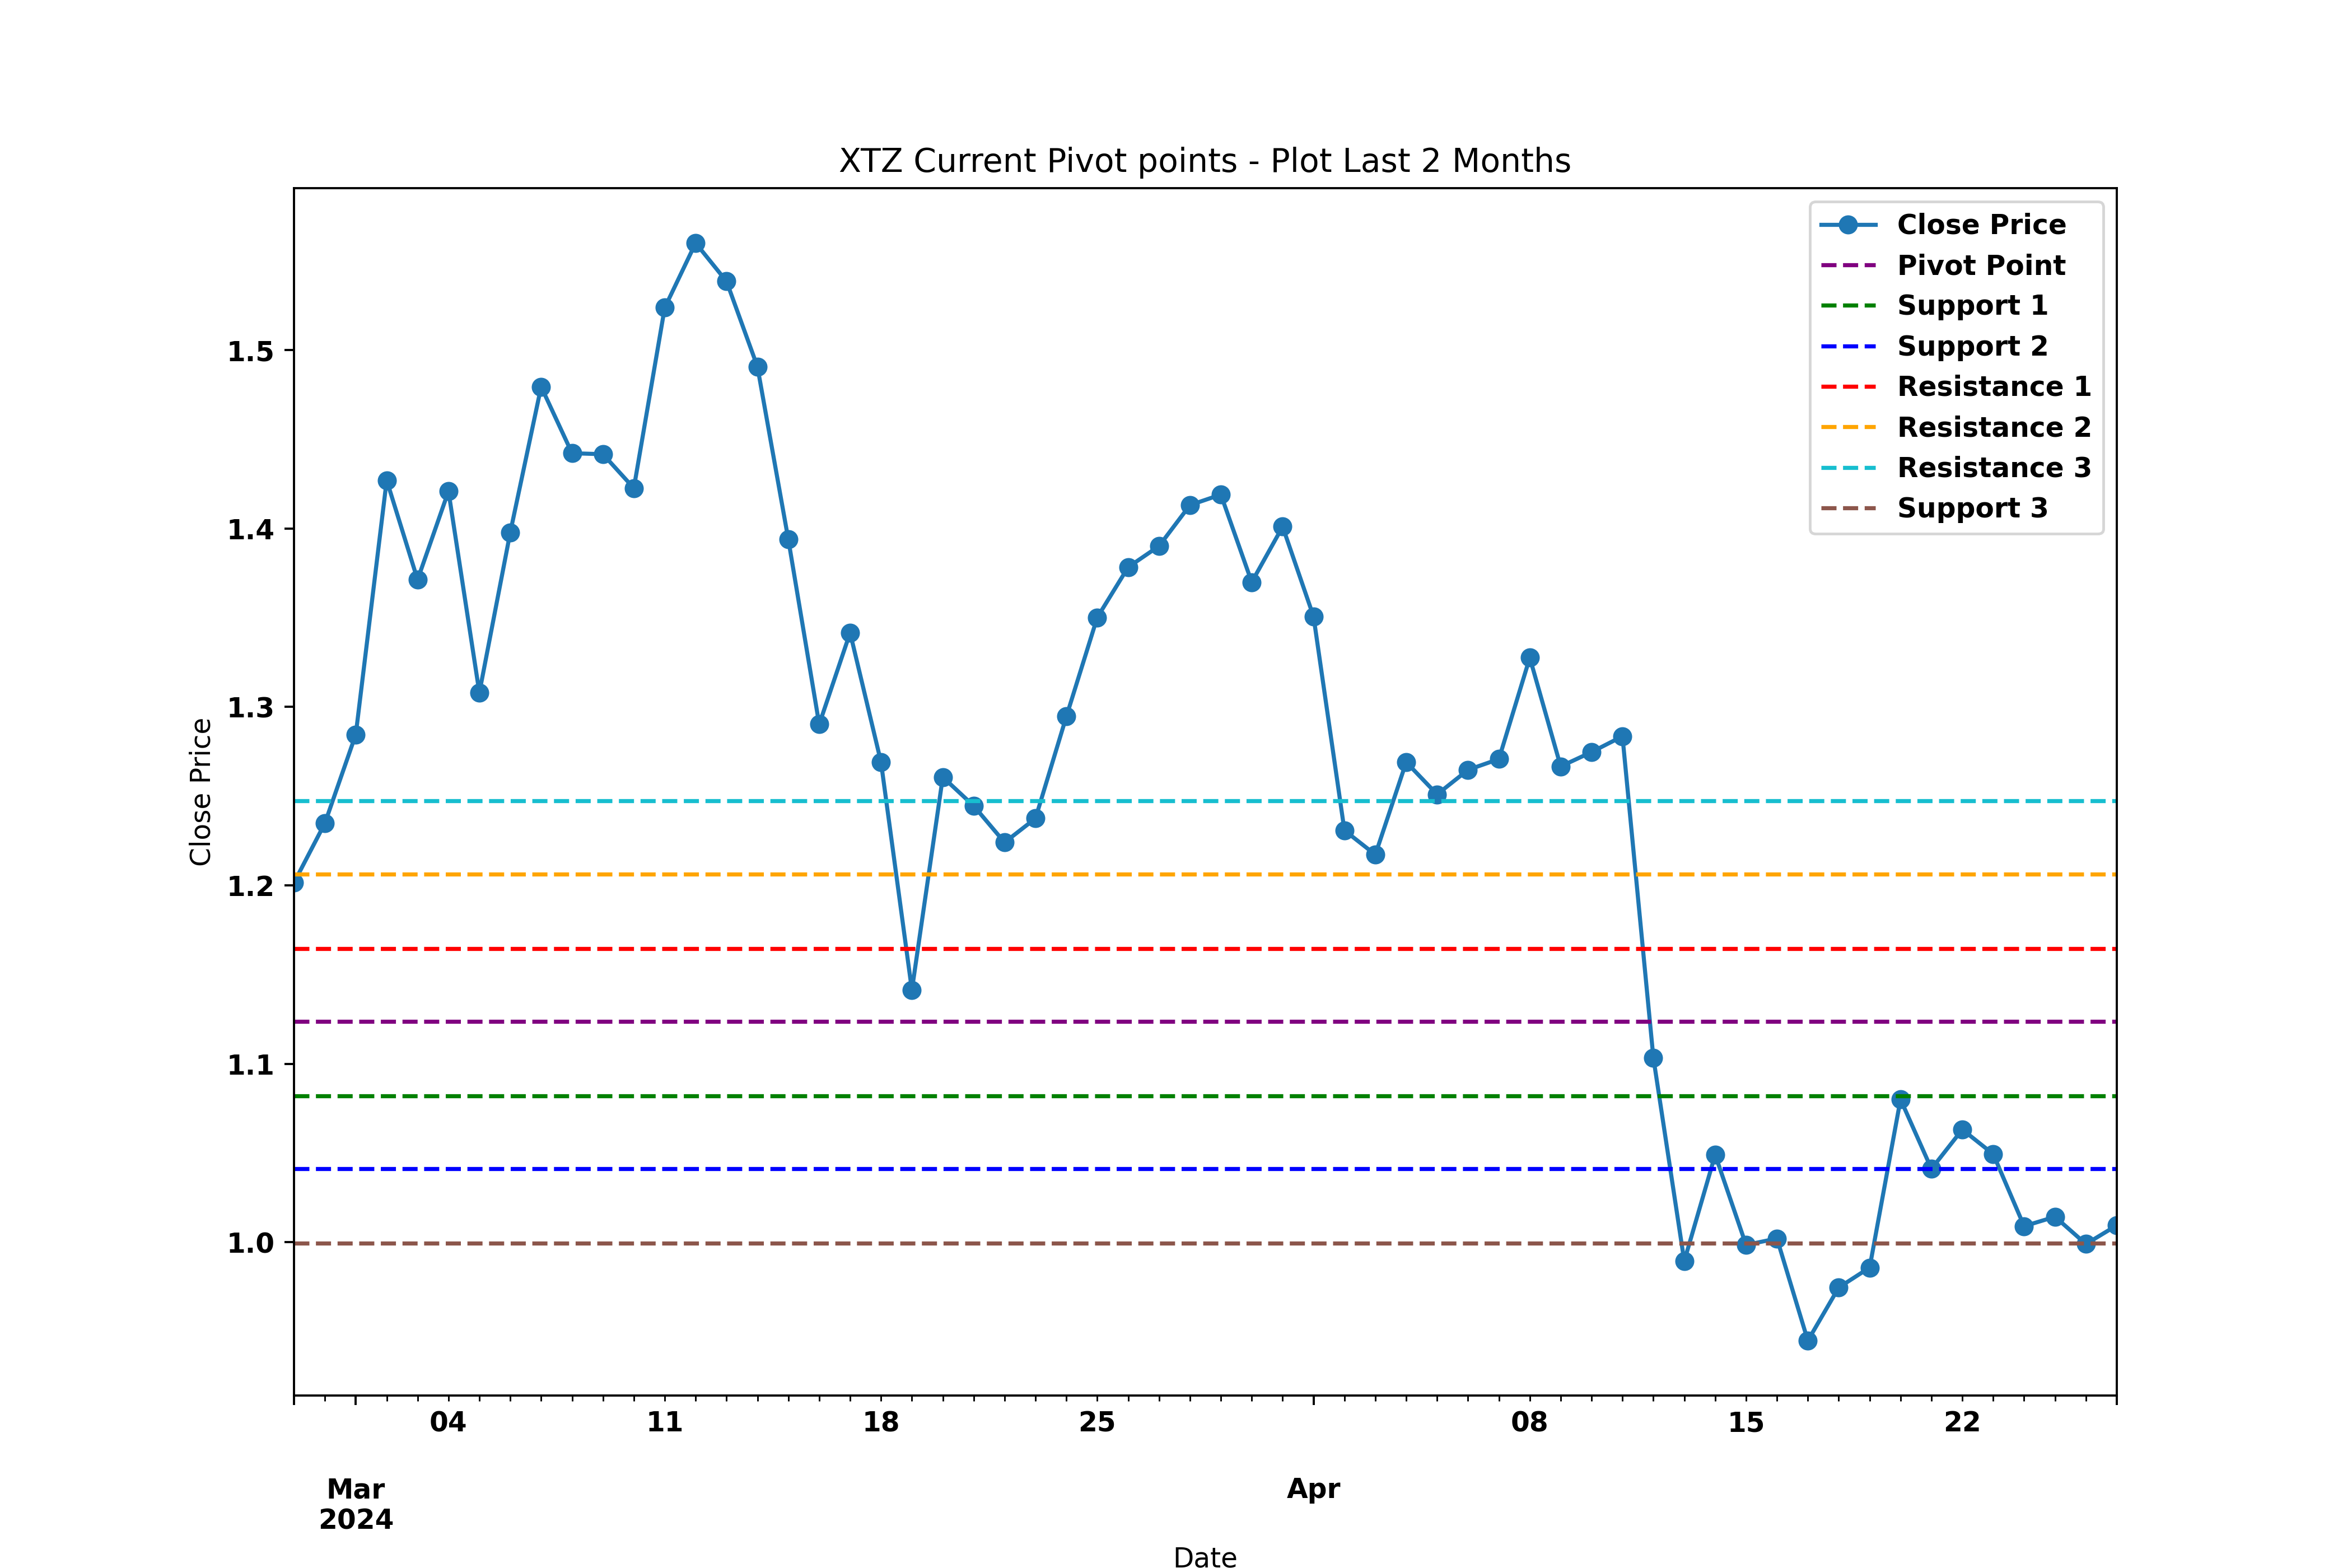 XTZ Current Pivot points - Plot Last 2 Months
Close Price
Pivot Point
Support 1
Support 2
Resistance 1
Resistance 2
Resistance 3
Support 3
Close Price
1.5
1.4
1.3
1.2
1.1
1.0
04 11 18 25 08 15 22
Mar Apr
2024
Date